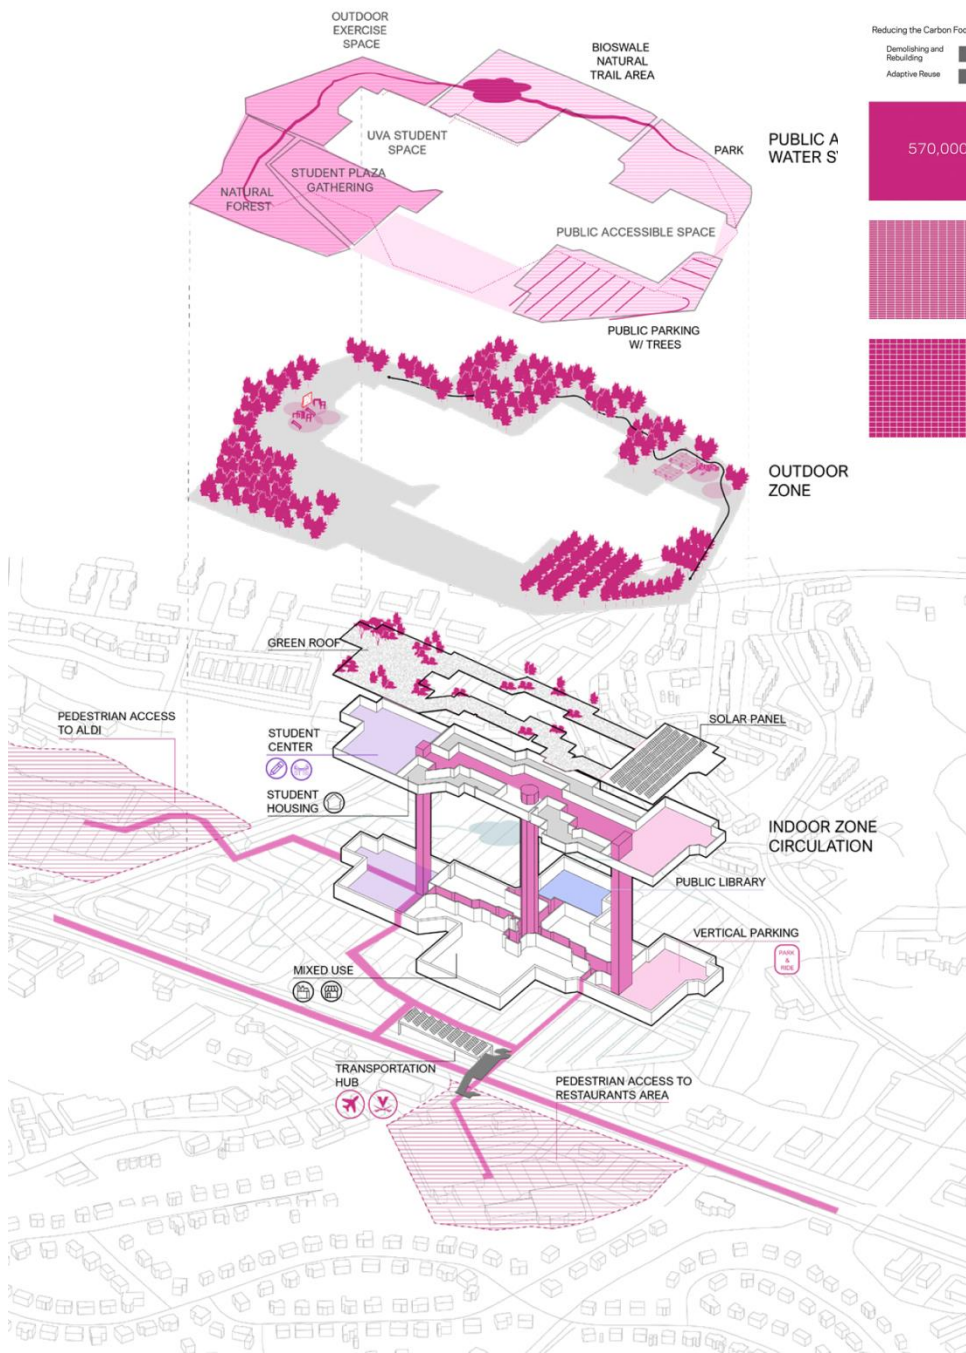 OUTDOOR
EXERCISE
SPACE
BIOSWALE
NATURAL
TRAIL AREA
UVA STUDENT
SPACE
STUDENT PLAZA
GATHERING
NATURAL
FOREST
PARK
PUBLIC ACCESSIBLE SPACE
PUBLIC PARKING
W/ TREES
Reducing the Carbon Foo
Demolishing and
Rebuilding
Adaptive Reuse
PUBLIC A
WATER S
570,000
OUTDOOR
ZONE
GREEN ROOF
PEDESTRIAN ACCESS
TO ALDI
STUDENT
CENTER
STUDENT
HOUSING
SOLAR PANEL
INDOOR ZONE
CIRCULATION
PUBLIC LIBRARY
VERTICAL PARKING
PARK
&
RIDE
MIXED USE
TRANSPORTATION
HUB
PEDESTRIAN ACCESS TO
RESTAURANTS AREA